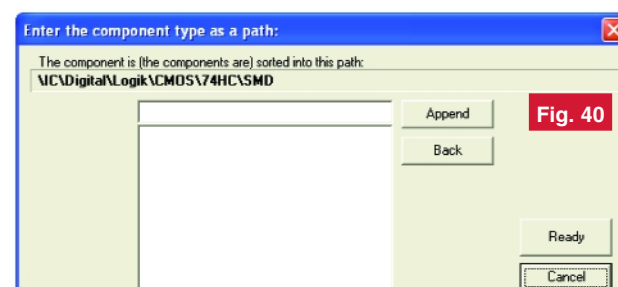 Enter the component type as a path:
The component is (the components are) sorted into this path:
\IC\Digital\Logik\CMOS\74HC\SMD
Append
Fig. 40
Back
Ready
Cancel